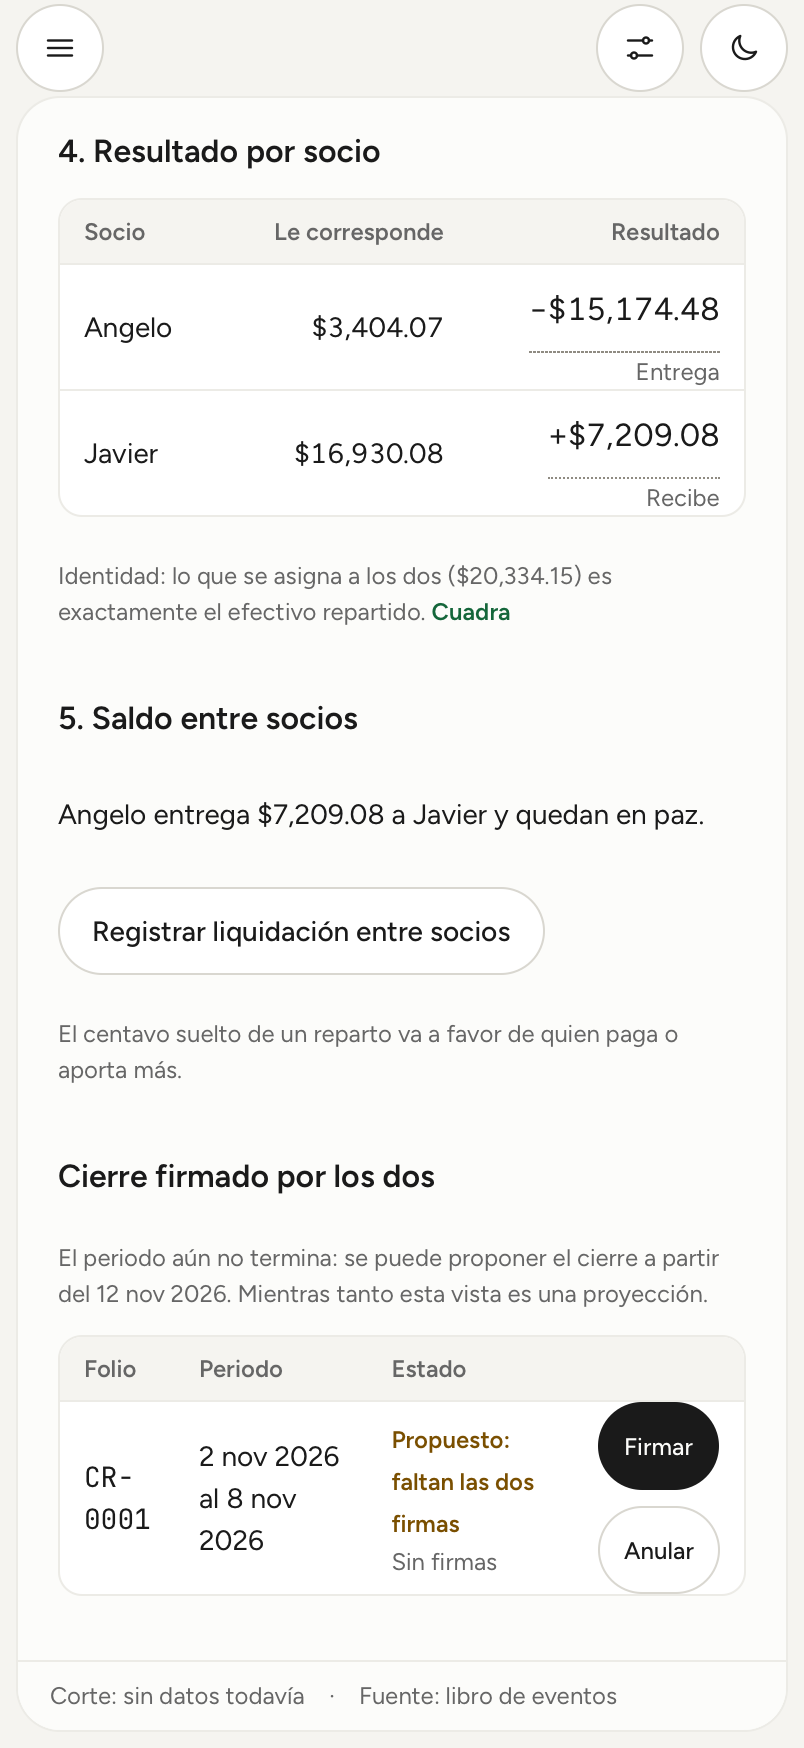 4. Resultado por socio
Socio Le corresponde Resultado
Angelo $3,404.07 −$15,174.48
Entrega
Javier $16,930.08 +$7,209.08
Recibe
Identidad: lo que se asigna a los dos ($20,334.15) es
exactamente el efectivo repartido. Cuadra
5. Saldo entre socios
Angelo entrega $7,209.08 a Javier y quedan en paz.
Registrar liquidación entre socios
El centavo suelto de un reparto va a favor de quien paga o
aporta más.
Cierre firmado por los dos
El periodo aún no termina: se puede proponer el cierre a partir
del 12 nov 2026. Mientras tanto esta vista es una proyección.
Folio Periodo Estado
CR-
0001
2 nov 2026
al 8 nov
2026
Propuesto:
faltan las dos
firmas
Sin firmas
Firmar
Anular
Corte: sin datos todavía · Fuente: libro de eventos